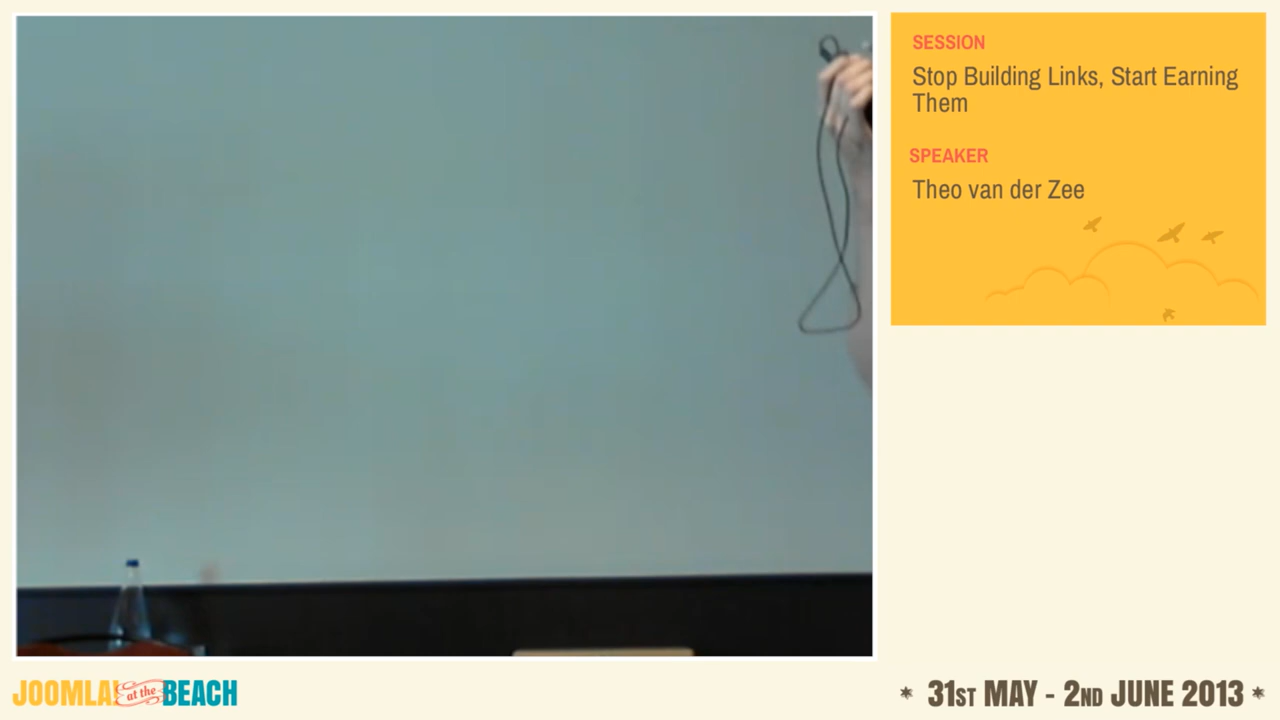 SESSION
Stop Building Links, Start Earning
Them
SPEAKER
Theo van der Zee
JOOMLA! at the BEACH
* 31ST MAY - 2ND JUNE 2013 *